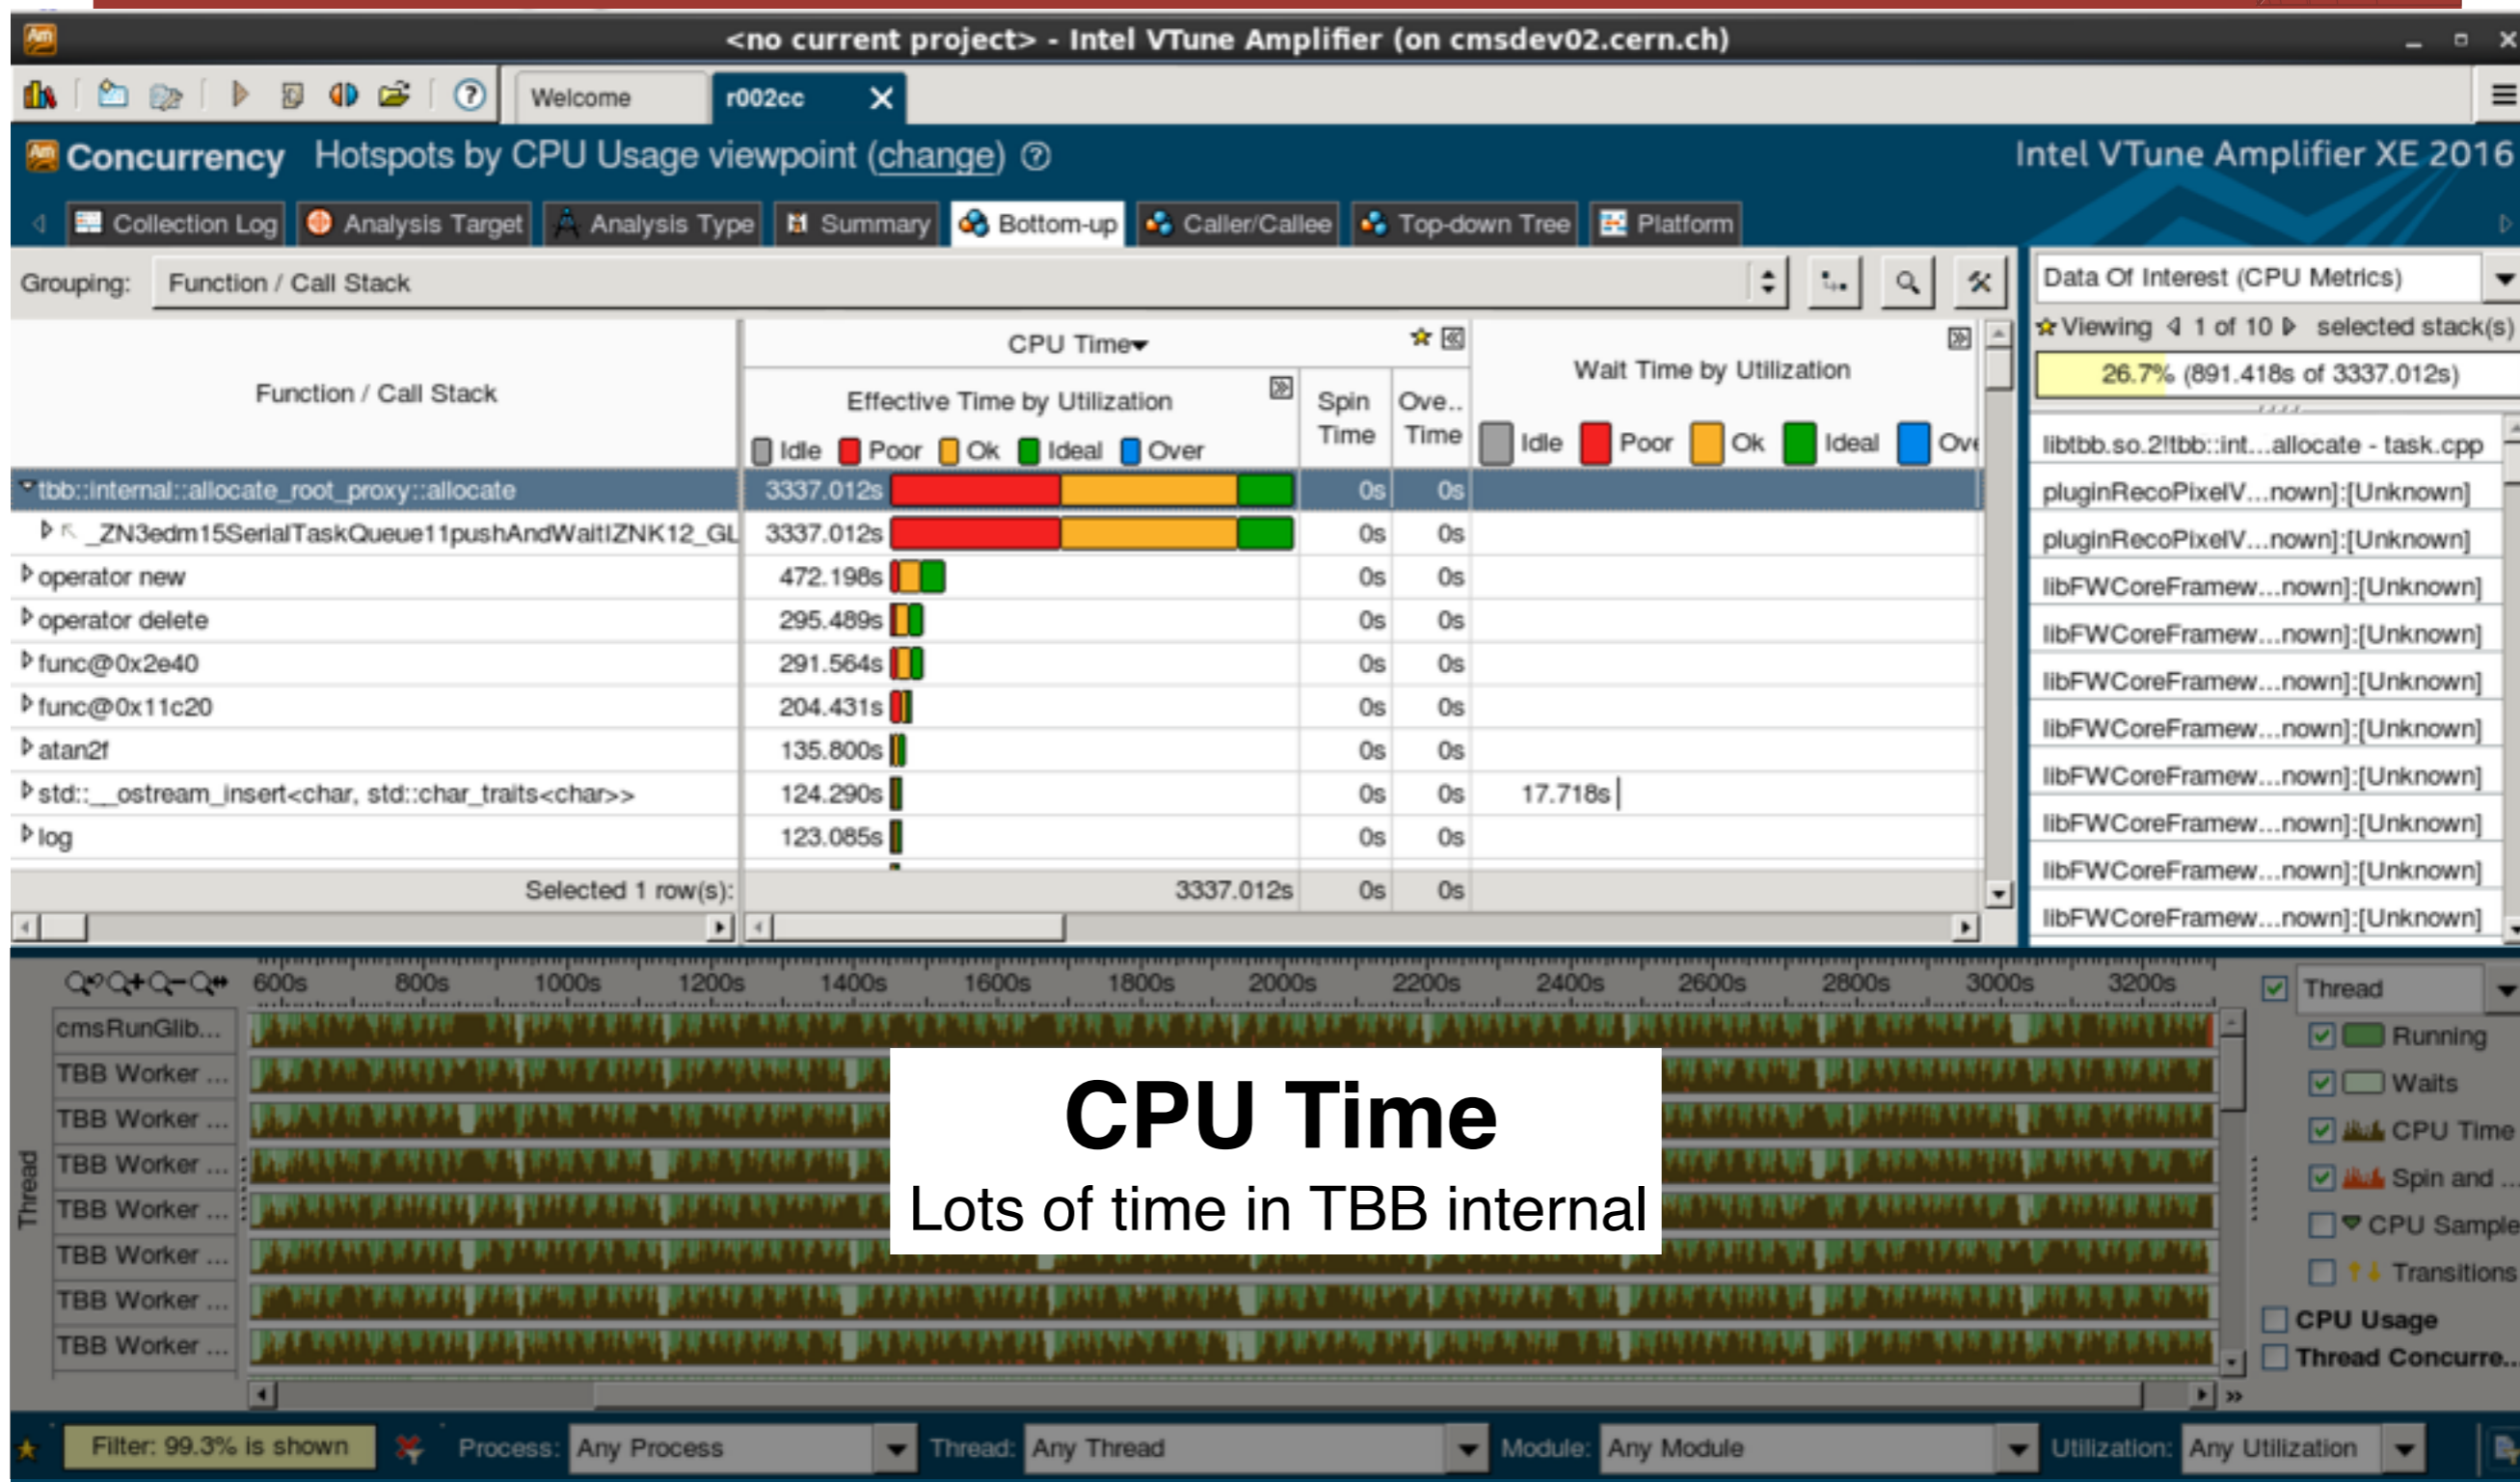 <no current project> - Intel VTune Amplifier (on cmsdev02.cern.ch)
Welcome
r002cc
Concurrency Hotspots by CPU Usage viewpoint (change)
Intel VTune Amplifier XE 2016
Collection Log
Analysis Target
Analysis Type
Summary
Bottom-up
Caller/Callee
Top-down Tree
Platform
Grouping: Function / Call Stack
Data Of Interest (CPU Metrics)
Viewing 1 of 10 selected stack(s)
26.7% (891.418s of 3337.012s)
Function / Call Stack
CPU Time
Effective Time by Utilization
Idle Poor Ok Ideal Over
Spin Time
Ove.. Time
Wait Time by Utilization
Idle Poor Ok Ideal Ov
tbb::internal::allocate_root_proxy::allocate 3337.012s 0s 0s
_ZN3edm15SerialTaskQueue11pushAndWaitIZNK12_GL 3337.012s 0s 0s
operator new 472.198s 0s 0s
operator delete 295.489s 0s 0s
func@0x2e40 291.564s 0s 0s
func@0x11c20 204.431s 0s 0s
atan2f 135.800s 0s 0s
std::__ostream_insert<char, std::char_traits<char>> 124.290s 0s 0s 17.718s
log 123.085s 0s 0s
Selected 1 row(s): 3337.012s 0s 0s
libtbb.so.2!tbb::int...allocate - task.cpp
pluginRecoPixelV...nown]:[Unknown]
pluginRecoPixelV...nown]:[Unknown]
libFWCoreFramew...nown]:[Unknown]
libFWCoreFramew...nown]:[Unknown]
libFWCoreFramew...nown]:[Unknown]
libFWCoreFramew...nown]:[Unknown]
libFWCoreFramew...nown]:[Unknown]
libFWCoreFramew...nown]:[Unknown]
libFWCoreFramew...nown]:[Unknown]
libFWCoreFramew...nown]:[Unknown]
600s 800s 1000s 1200s 1400s 1600s 1800s 2000s 2200s 2400s 2600s 2800s 3000s 3200s
Thread
cmsRunGlib...
TBB Worker ...
TBB Worker ...
TBB Worker ...
TBB Worker ...
TBB Worker ...
TBB Worker ...
TBB Worker ...
CPU Time
Lots of time in TBB internal
Thread
Running
Waits
CPU Time
Spin and ...
CPU Sample
Transitions
CPU Usage
Thread Concurre...
Filter: 99.3% is shown
Process: Any Process
Thread: Any Thread
Module: Any Module
Utilization: Any Utilization